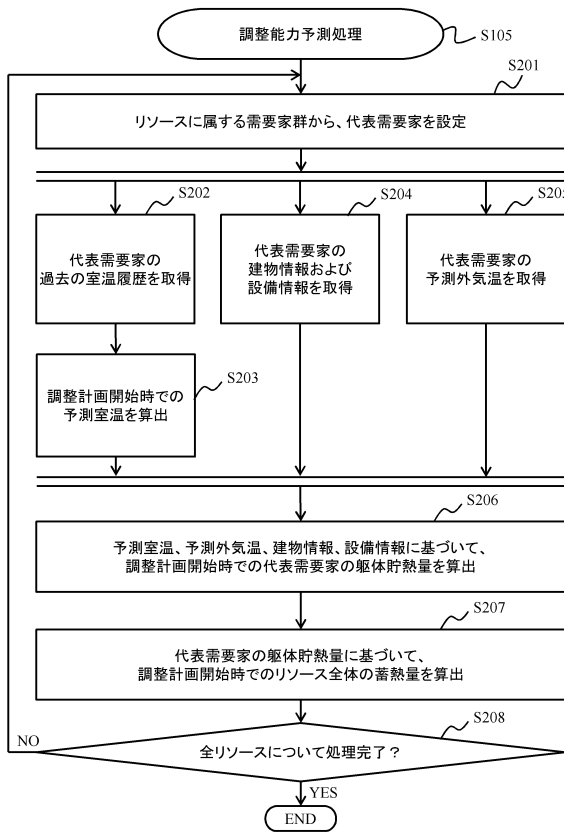 調整能力予測処理
S105
S201
リソースに属する需要家群から、代表需要家を設定
S202
S204
S205
代表需要家の
過去の室温履歴を取得
代表需要家の
建物情報および
設備情報を取得
代表需要家の
予測外気温を取得
S203
調整計画開始時での
予測室温を算出
S206
予測室温、予測外気温、建物情報、設備情報に基づいて、
調整計画開始時での代表需要家の躯体貯熱量を算出
S207
代表需要家の躯体貯熱量に基づいて、
調整計画開始時でのリソース全体の蓄熱量を算出
S208
NO
全リソースについて処理完了？
YES
END